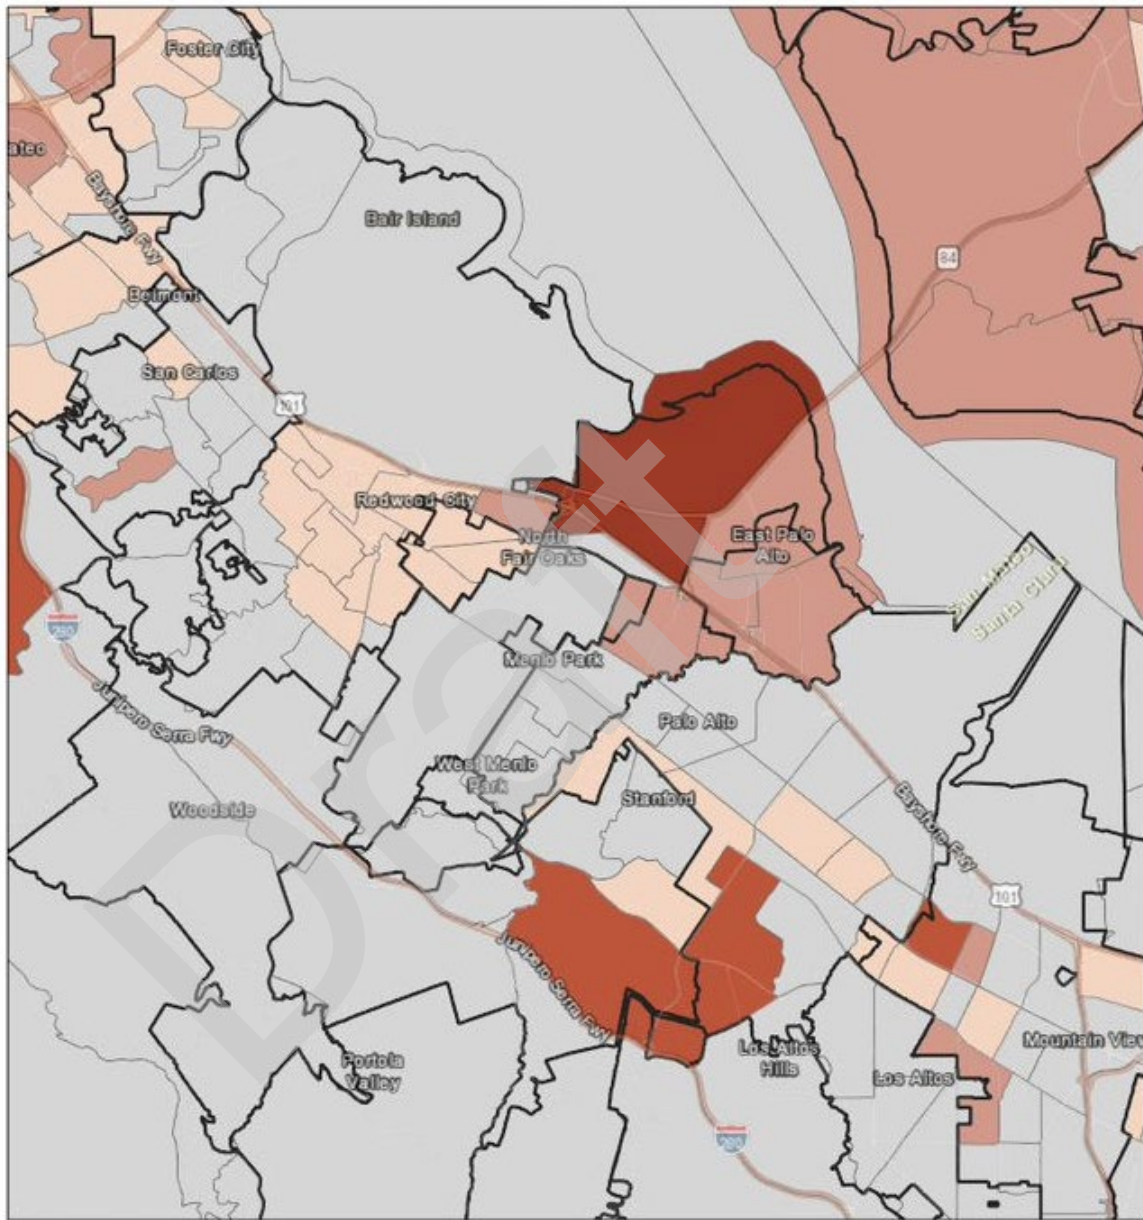 Foster City
ateo
Bayshore Fwy
Bair Island
84
Belmont
San Carlos
101
Redwood City
North
Fair Oaks
East Palo
Alto
San Mateo
Santa Clara
280
Menlo Park
Junipero Serra Fwy
Palo Alto
West Menlo
Park
Stanford
Woodside
Bayshore Fwy
101
Junipero Serra Fwy
Mountain View
Los Altos
Hills
Los Altos
Portola
Valley
280
Draft